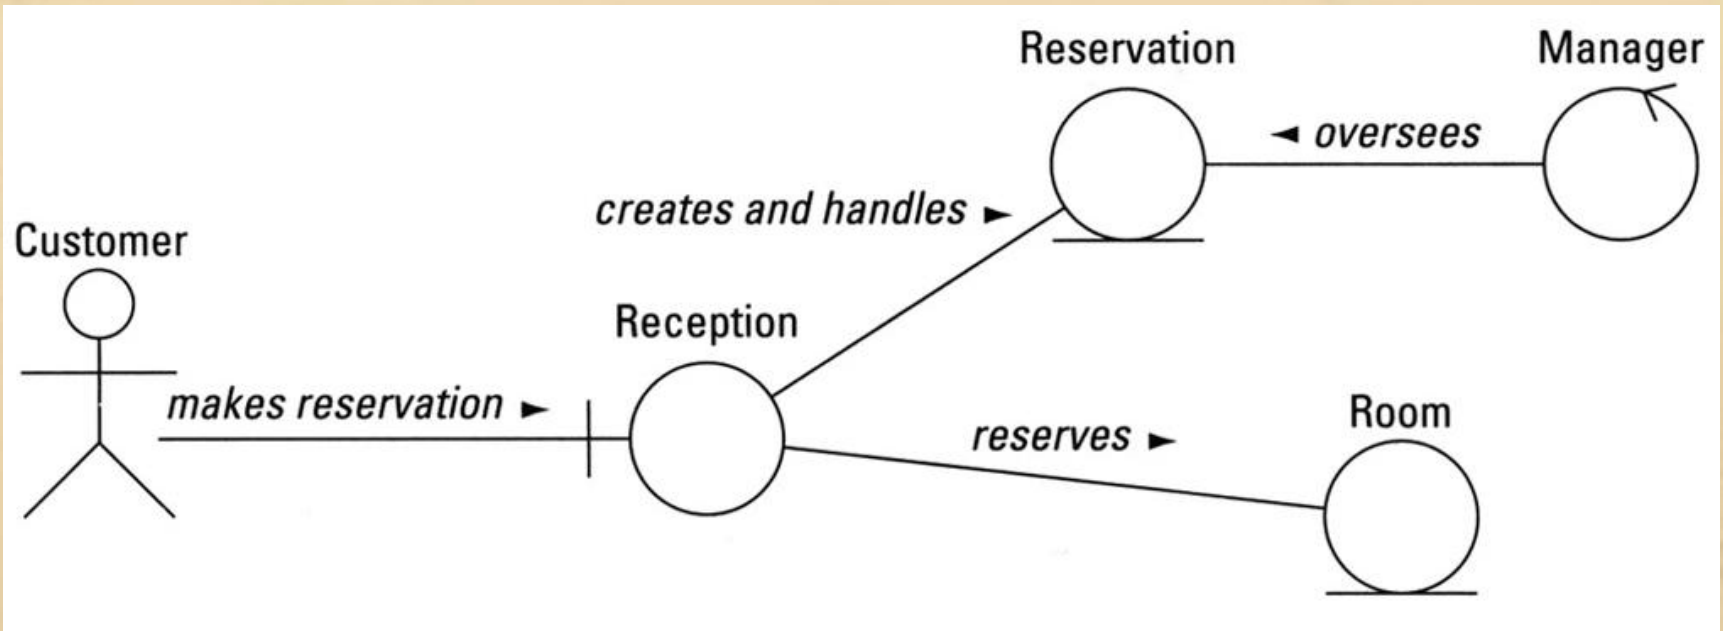 Reservation
Manager
◄ oversees
creates and handles ►
Customer
Reception
makes reservation ►
Room
reserves ►